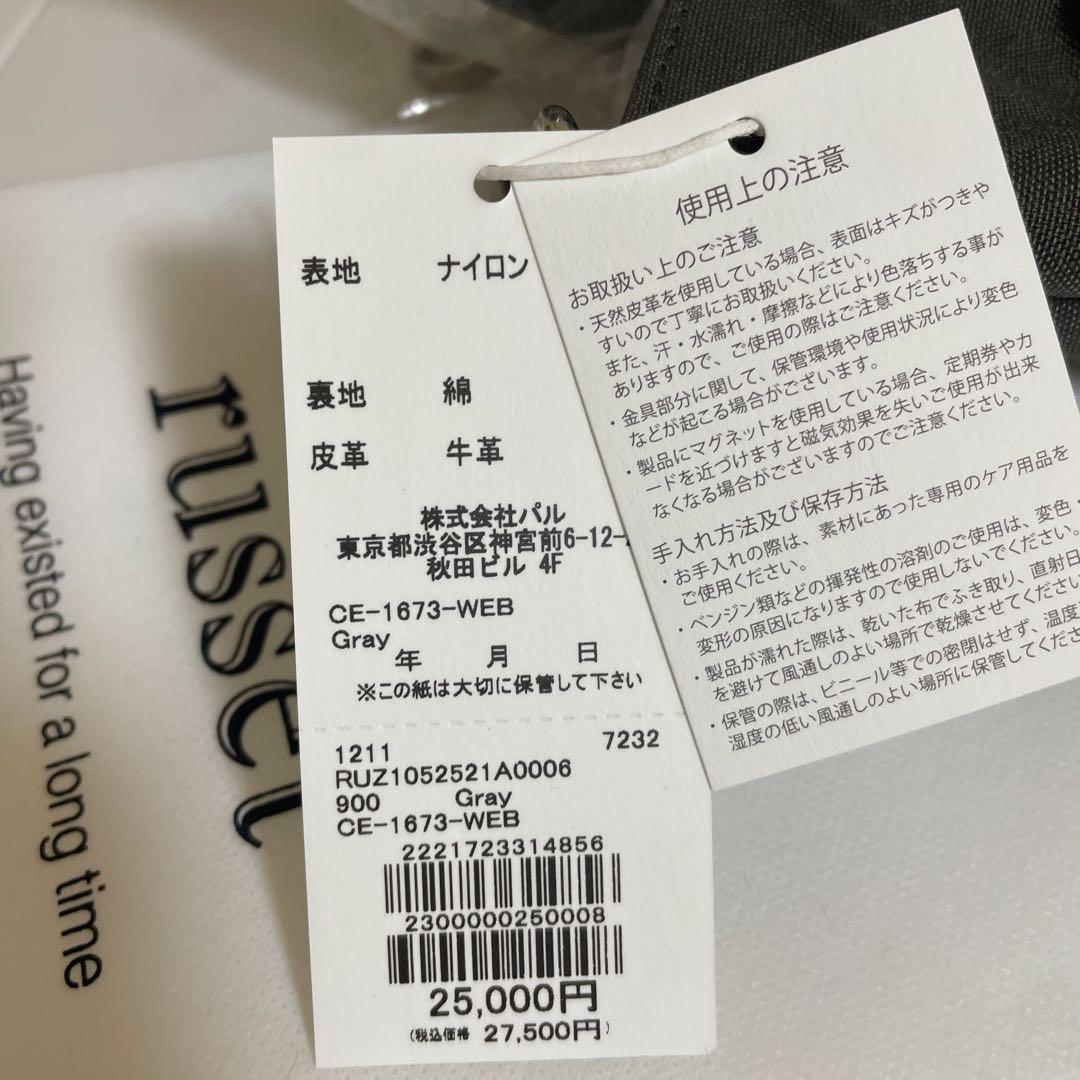 russet
Having existed for a long time
表地 ナイロン
裏地 綿
皮革 牛革
株式会社パル
東京都渋谷区神宮前6-12-
秋田ビル 4F
CE-1673-WEB
Gray
年 月 日
※この紙は大切に保管して下さい
1211 7232
RUZ1052521A0006
900 Gray
CE-1673-WEB
2221723314856
2300000250008
25,000円
(税込価格 27,500円)
使用上の注意
お取扱い上のご注意
・天然皮革を使用している場合、表面はキズがつきや
すいので丁寧にお取扱いください。
また、汗・水濡れ・摩擦などにより色落ちする事が
ありますので、ご使用の際はご注意ください。
・金具部分に関して、保管環境や使用状況により変色
などが起こる場合がございます。
・製品にマグネットを使用している場合、定期券やカ
ードを近づけますと磁気効果を失いご使用が出来
なくなる場合がございますのでご注意ください。
手入れ方法及び保存方法
・お手入れの際は、素材にあった専用のケア用品を
ご使用ください。
・ベンジン類などの揮発性の溶剤のご使用は、変色・
変形の原因になりますので使用しないでください。
・製品が濡れた際は、乾いた布でふき取り、直射日
を避けて風通しのよい場所で乾燥させてください
・保管の際は、ビニール等での密閉はせず、温度
湿度の低い風通しのよい場所に保管してくださ